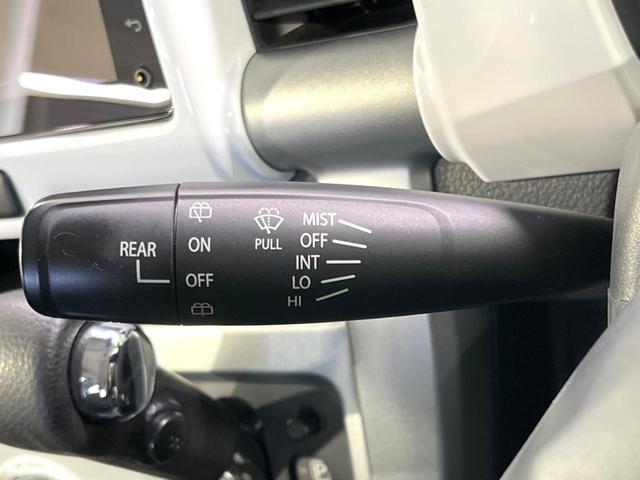 REAR
ON
OFF
PULL
MIST
OFF
INT
LO
HI